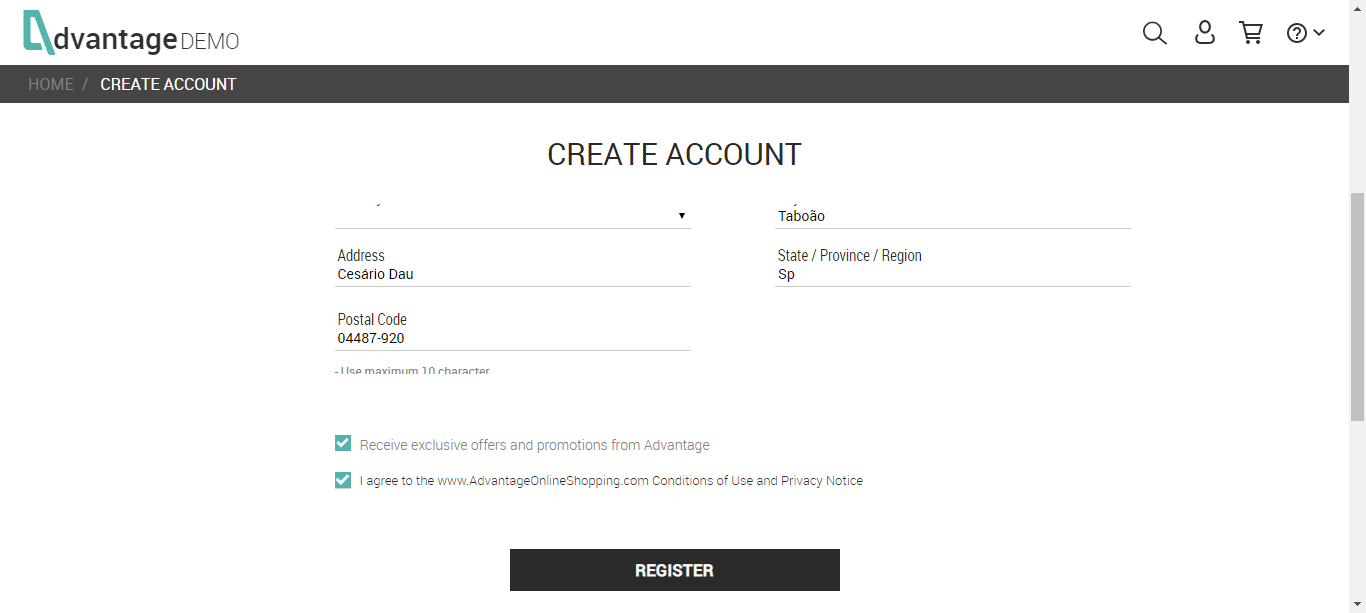 dvantage DEMO
HOME / CREATE ACCOUNT
CREATE ACCOUNT
Taboão
Address
Cesário Dau
State / Province / Region
Sp
Postal Code
04487-920
- Use maximum 10 character
Receive exclusive offers and promotions from Advantage
I agree to the www.AdvantageOnlineShopping.com Conditions of Use and Privacy Notice
REGISTER